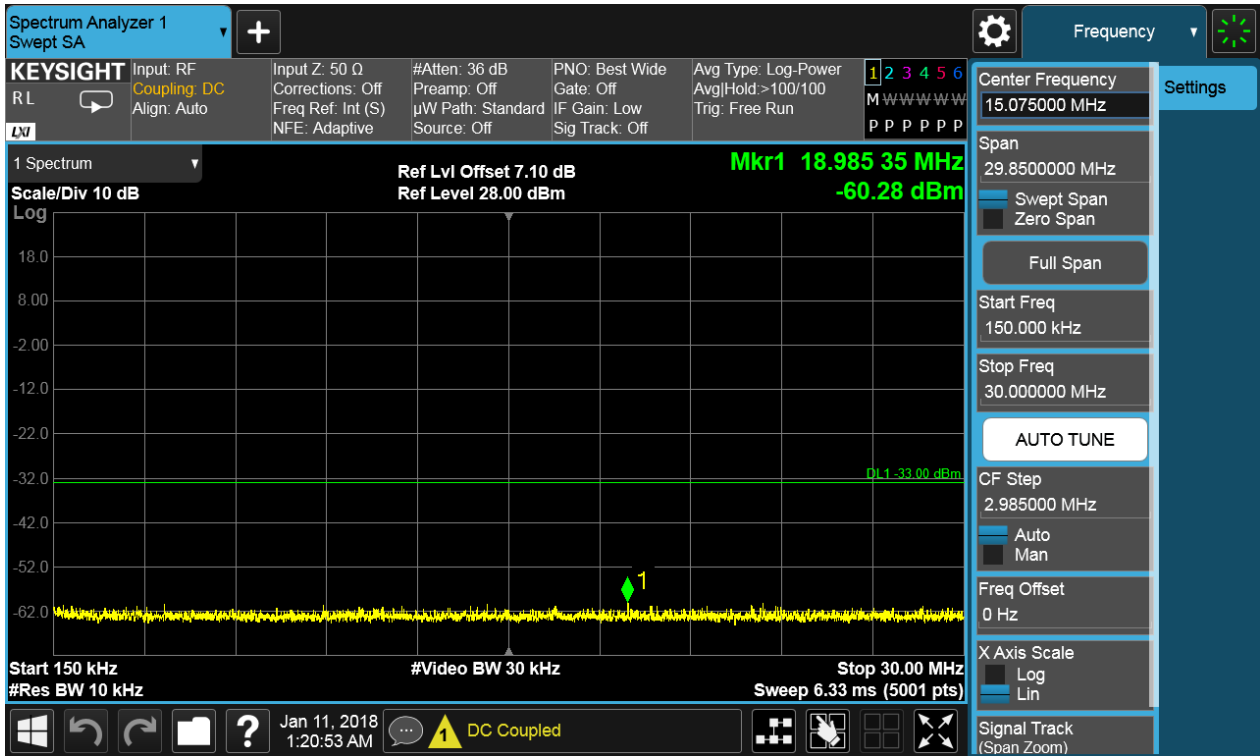 Spectrum Analyzer 1
Swept SA
Frequency
KEYSIGHT
R L
LXI
Input: RF
Coupling: DC
Align: Auto
Input Z: 50 Ω
Corrections: Off
Freq Ref: Int (S)
NFE: Adaptive
#Atten: 36 dB
Preamp: Off
µW Path: Standard
Source: Off
PNO: Best Wide
Gate: Off
IF Gain: Low
Sig Track: Off
Avg Type: Log-Power
Avg|Hold:>100/100
Trig: Free Run
1 2 3 4 5 6
M W W W W W
P P P P P P
1 Spectrum
Scale/Div 10 dB
Log
Ref Lvl Offset 7.10 dB
Ref Level 28.00 dBm
Mkr1 18.985 35 MHz
-60.28 dBm
18.0
8.00
-2.00
-12.0
-22.0
-32.0
-42.0
-52.0
-62.0
DL1 -33.00 dBm
1
Start 150 kHz
#Res BW 10 kHz
#Video BW 30 kHz
Stop 30.00 MHz
Sweep 6.33 ms (5001 pts)
Center Frequency
15.075000 MHz
Span
29.8500000 MHz
Swept Span
Zero Span
Full Span
Start Freq
150.000 kHz
Stop Freq
30.000000 MHz
AUTO TUNE
CF Step
2.985000 MHz
Auto
Man
Freq Offset
0 Hz
X Axis Scale
Log
Lin
Signal Track
(Span Zoom)
Settings
?
Jan 11, 2018
1:20:53 AM
1
DC Coupled